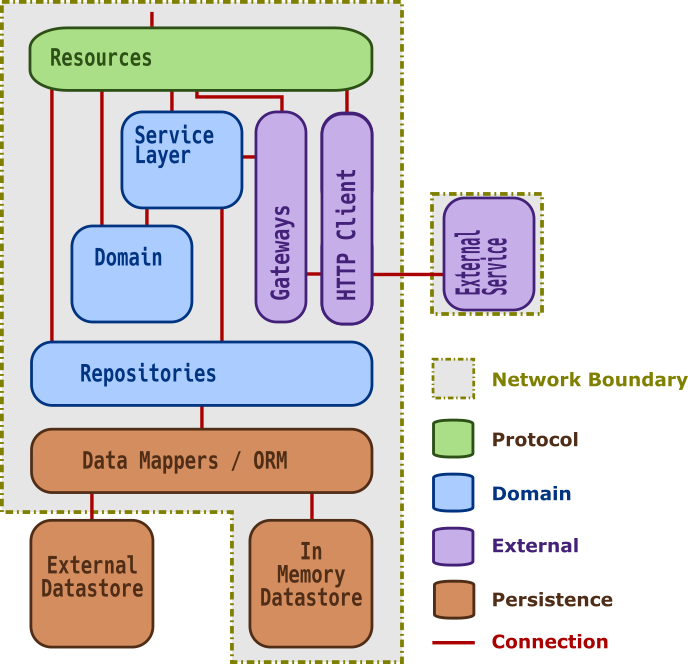 Resources
Service
Layer
Gateways
HTTP Client
Domain
External
Service
Repositories
Data Mappers / ORM
External
Datastore
In
Memory
Datastore
Network Boundary
Protocol
Domain
External
Persistence
Connection